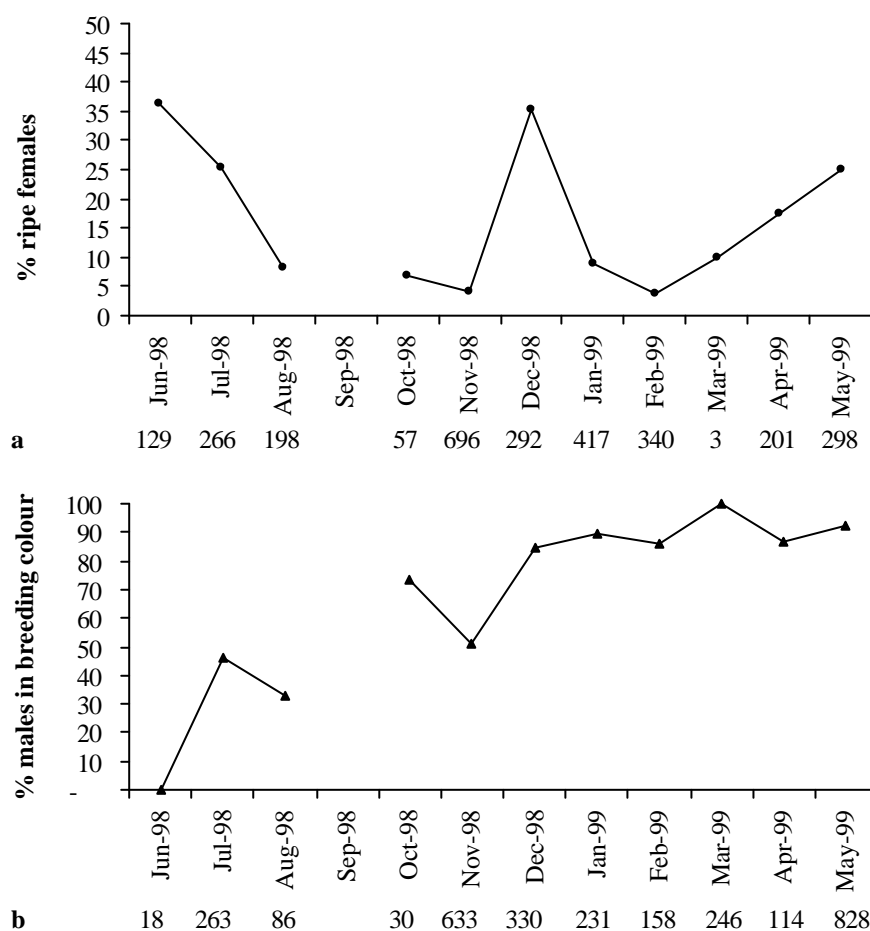 % ripe females
50
45
40
35
30
25
20
15
10
5
0
Jun-98
Jul-98
Aug-98
Sep-98
Oct-98
Nov-98
Dec-98
Jan-99
Feb-99
Mar-99
Apr-99
May-99
a 129 266 198 57 696 292 417 340 3 201 298
% males in breeding colour
100
90
80
70
60
50
40
30
20
10
-
Jun-98
Jul-98
Aug-98
Sep-98
Oct-98
Nov-98
Dec-98
Jan-99
Feb-99
Mar-99
Apr-99
May-99
b 18 263 86 30 633 330 231 158 246 114 828